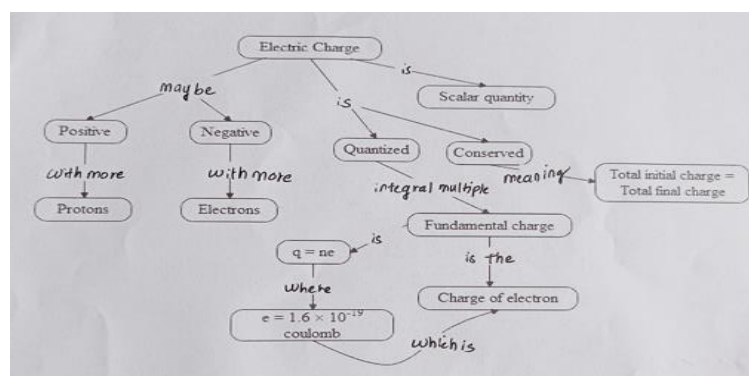 Electric Charge
is
may be
is
Scalar quantity
Positive
Negative
Quantized
Conserved
with more
with more
integral multiple
meaning
Total initial charge =
Total final charge
Protons
Electrons
Fundamental charge
is
q = ne
is the
where
Charge of electron
e = 1.6 × 10⁻¹⁹
coulomb
which is